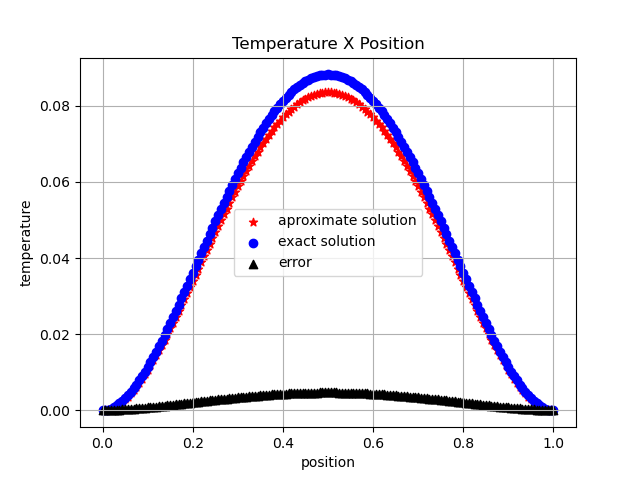 Temperature X Position
temperature
0.08
0.06
0.04
0.02
0.00
aproximate solution
exact solution
error
0.0 0.2 0.4 0.6 0.8 1.0
position